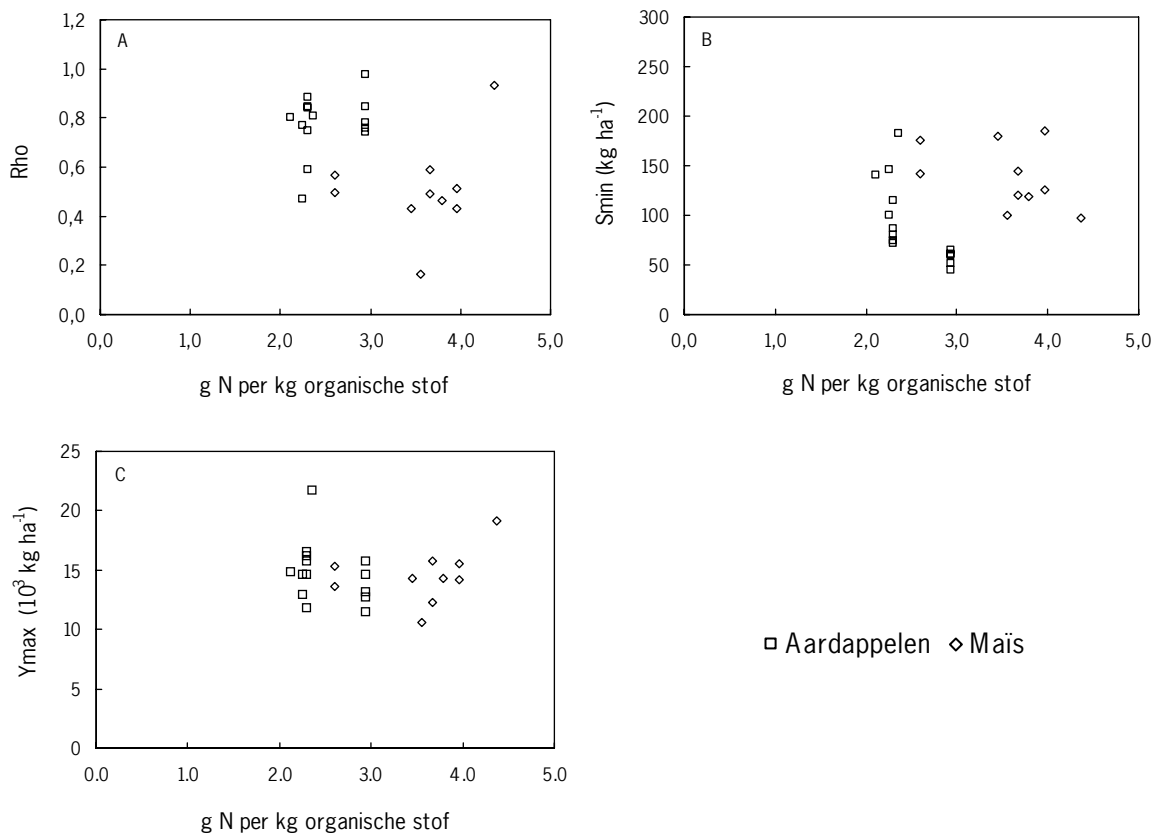 A
1,2
1,0
0,8
0,6
0,4
0,2
0,0
Rho
0,0 1,0 2,0 3,0 4,0 5,0
g N per kg organische stof
B
300
250
200
150
100
50
0
Smin (kg ha⁻¹)
0,0 1,0 2,0 3,0 4,0 5,0
g N per kg organische stof
C
25
20
15
10
5
0
Ymax (10³ kg ha⁻¹)
0.0 1.0 2.0 3.0 4.0 5.0
g N per kg organische stof
Aardappelen Maïs